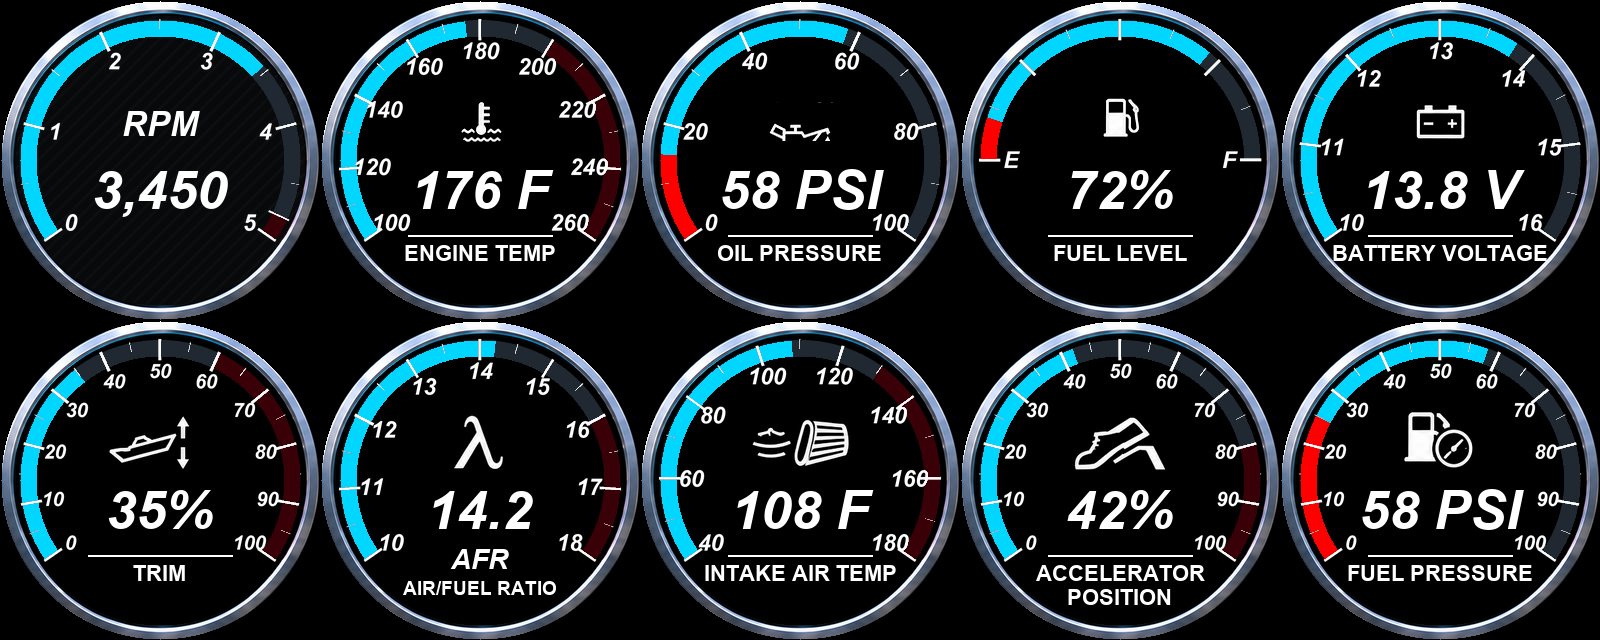 2 3
1 4
RPM
3,450
0 5
180
160 200
140 220
120 240
176 F
100 260
ENGINE TEMP
40 60
20 80
58 PSI
0 100
OIL PRESSURE
E F
72%
FUEL LEVEL
13
12 14
11 15
13.8 V
10 16
BATTERY VOLTAGE
50
40 60
30 70
20 80
10 90
35%
0 100
TRIM
14
13 15
12 16
11 17
14.2
10 18
AFR
AIR/FUEL RATIO
100 120
80 140
60 160
108 F
40 180
INTAKE AIR TEMP
50
40 60
30 70
20 80
10 90
42%
0 100
ACCELERATOR
POSITION
50
40 60
30 70
20 80
10 90
58 PSI
0 100
FUEL PRESSURE